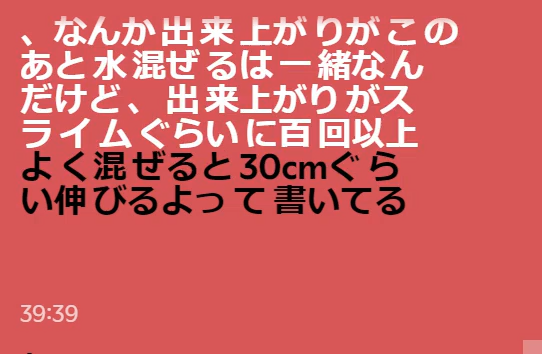 、なんか出来上がりがこの
あと水混ぜるは一緒なん
だけど、出来上がりがス
ライムぐらいに百回以上
よく混ぜると30cmぐら
い伸びるよって書いてる
39:39